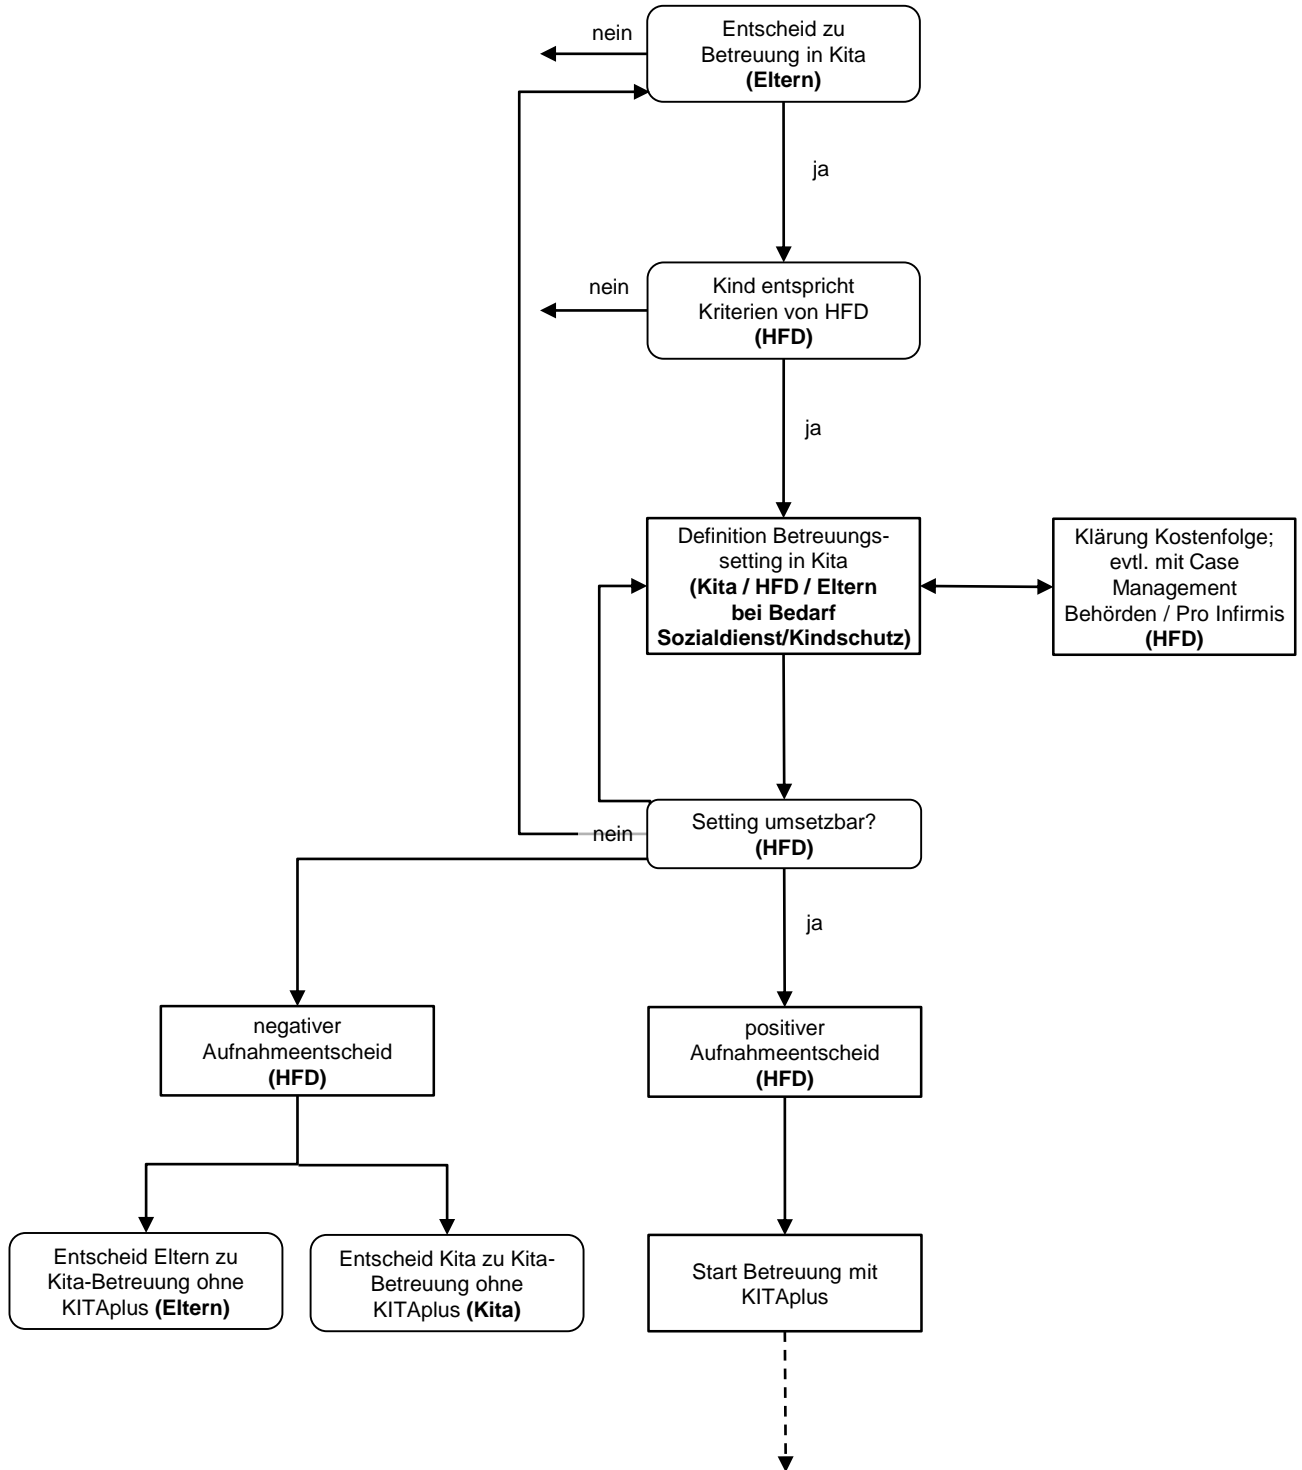 nein
Entscheid zu
Betreuung in Kita
(Eltern)
ja
nein
Kind entspricht
Kriterien von HFD
(HFD)
ja
Definition Betreuungs-
setting in Kita
(Kita / HFD / Eltern
bei Bedarf
Sozialdienst/Kindschutz)
Klärung Kostenfolge;
evtl. mit Case
Management
Behörden / Pro Infirmis
(HFD)
nein
Setting umsetzbar?
(HFD)
ja
negativer
Aufnahmeentscheid
(HFD)
positiver
Aufnahmeentscheid
(HFD)
Entscheid Eltern zu
Kita-Betreuung ohne
KITAplus (Eltern)
Entscheid Kita zu Kita-
Betreuung ohne
KITAplus (Kita)
Start Betreuung mit
KITAplus